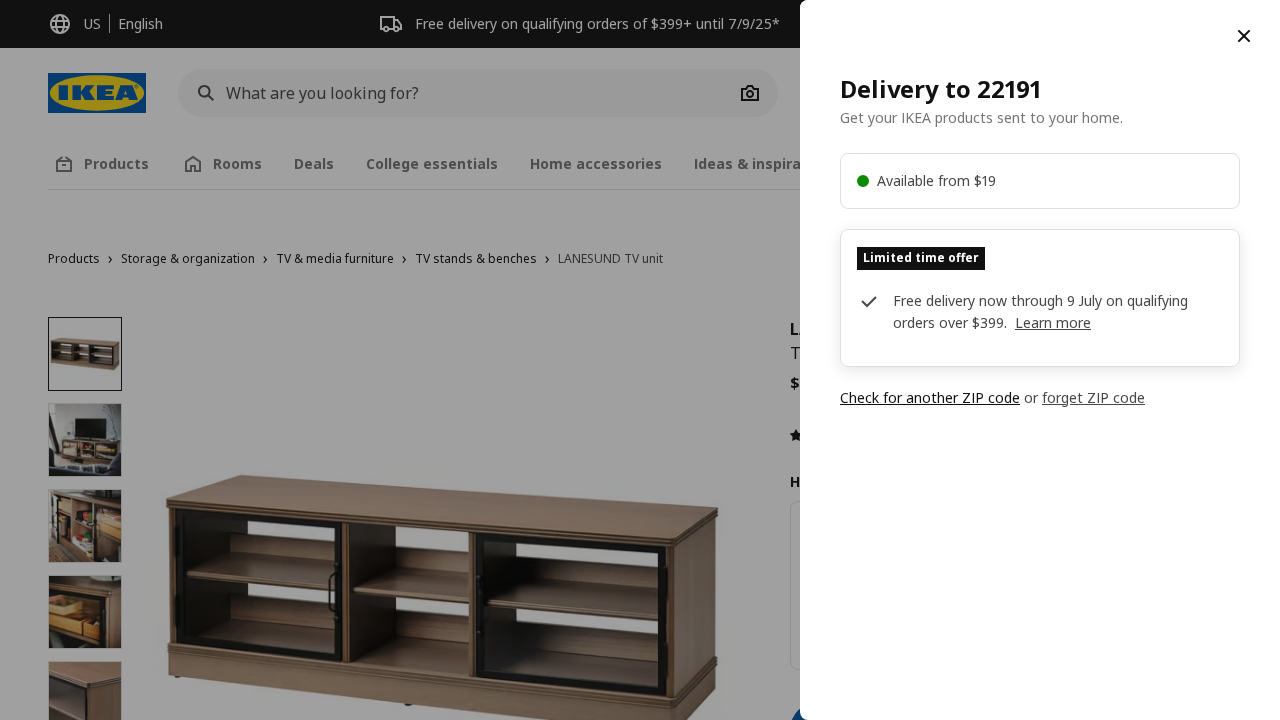 US English
Free delivery on qualifying orders of $399+ until 7/9/25*
IKEA
What are you looking for?
Products
Rooms
Deals
College essentials
Home accessories
Ideas & inspira
Products › Storage & organization › TV & media furniture › TV stands & benches › LANESUND TV unit
$
Delivery to 22191
Get your IKEA products sent to your home.
Available from $19
Limited time offer
Free delivery now through 9 July on qualifying
orders over $399. Learn more
Check for another ZIP code or forget ZIP code